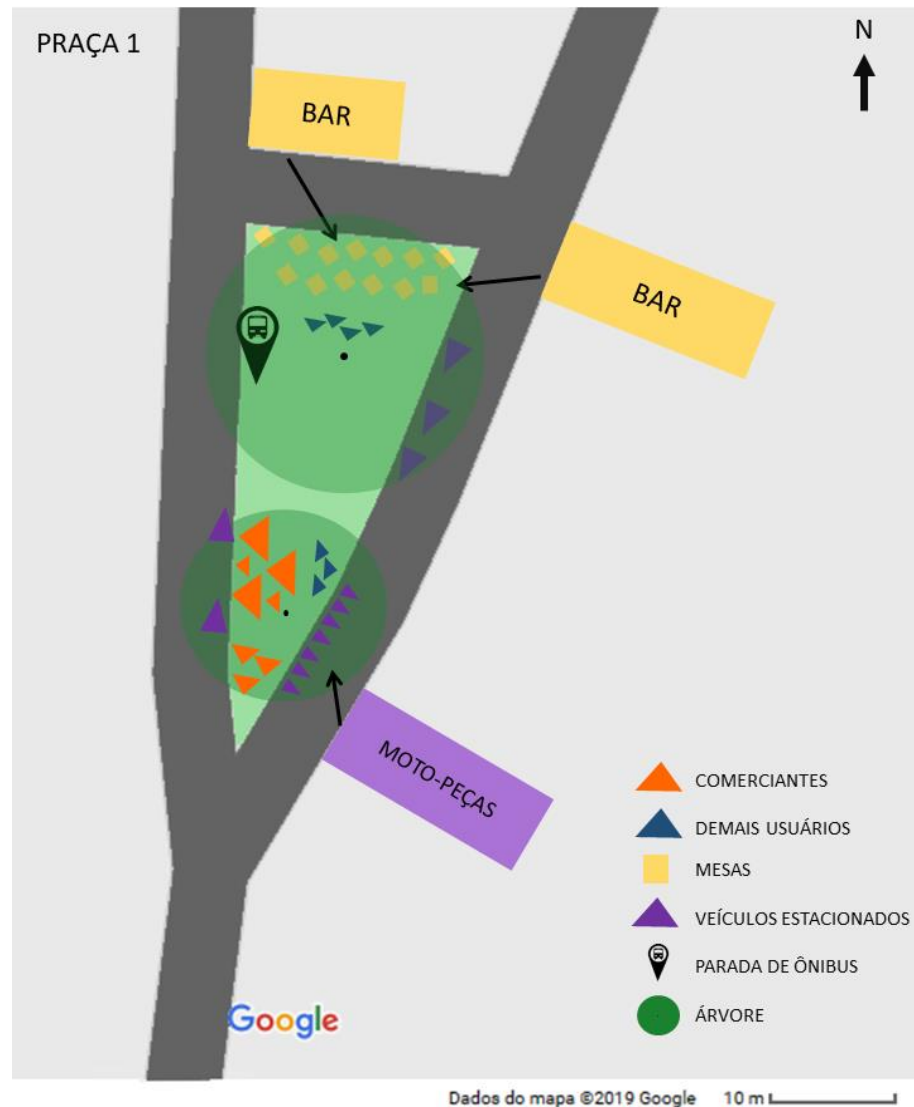 PRAÇA 1
N
BAR
BAR
MOTO-PEÇAS
COMERCIANTES
DEMAIS USUÁRIOS
MESAS
VEÍCULOS ESTACIONADOS
PARADA DE ÔNIBUS
ÁRVORE
Google
Dados do mapa ©2019 Google 10 m